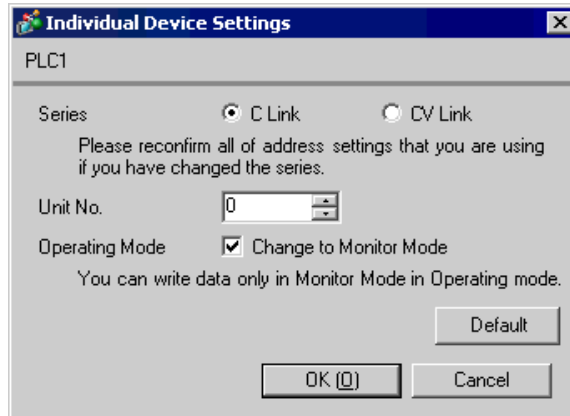 Individual Device Settings
PLC1
Series C Link CV Link
Please reconfirm all of address settings that you are using
if you have changed the series.
Unit No. 0
Operating Mode Change to Monitor Mode
You can write data only in Monitor Mode in Operating mode.
Default
OK (O) Cancel